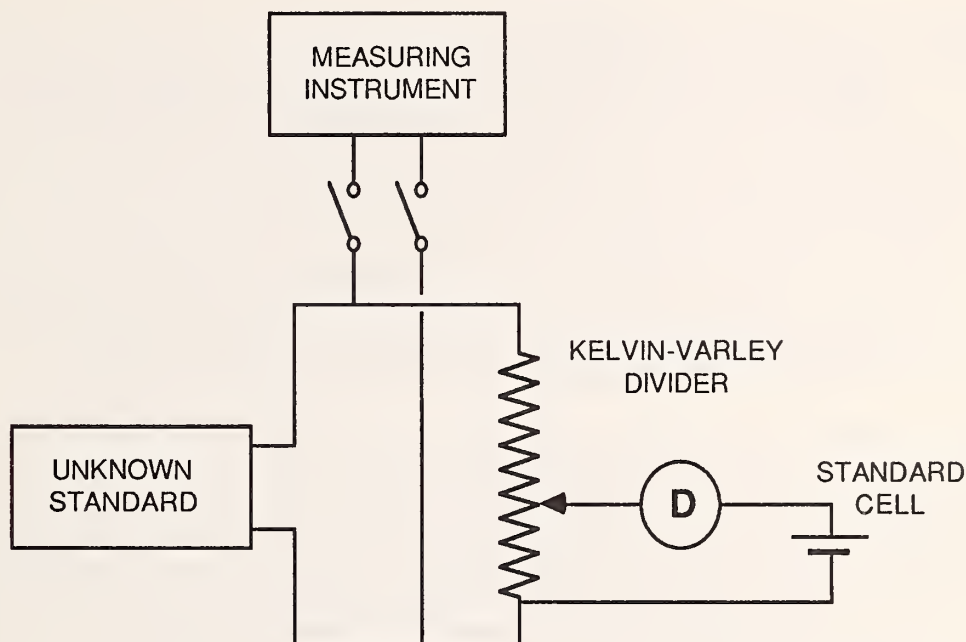 MEASURING
INSTRUMENT
KELVIN-VARLEY
DIVIDER
UNKNOWN
STANDARD
D
STANDARD
CELL